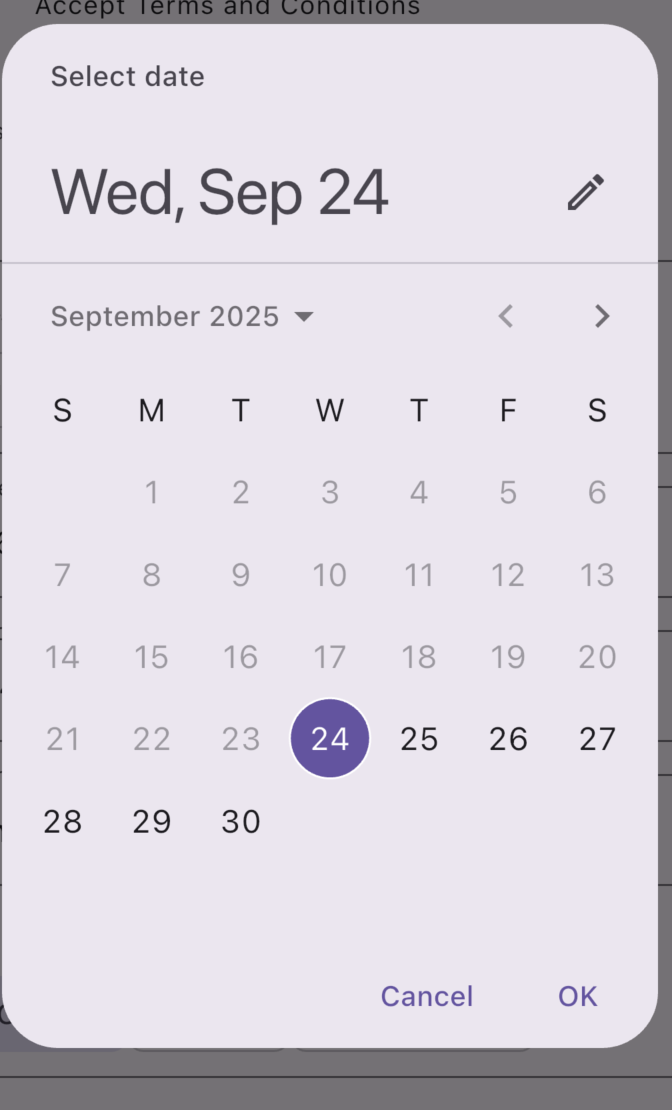 Accept Terms and Conditions
Select date
Wed, Sep 24
September 2025
S M T W T F S
1 2 3 4 5 6
7 8 9 10 11 12 13
14 15 16 17 18 19 20
21 22 23 24 25 26 27
28 29 30
Cancel OK